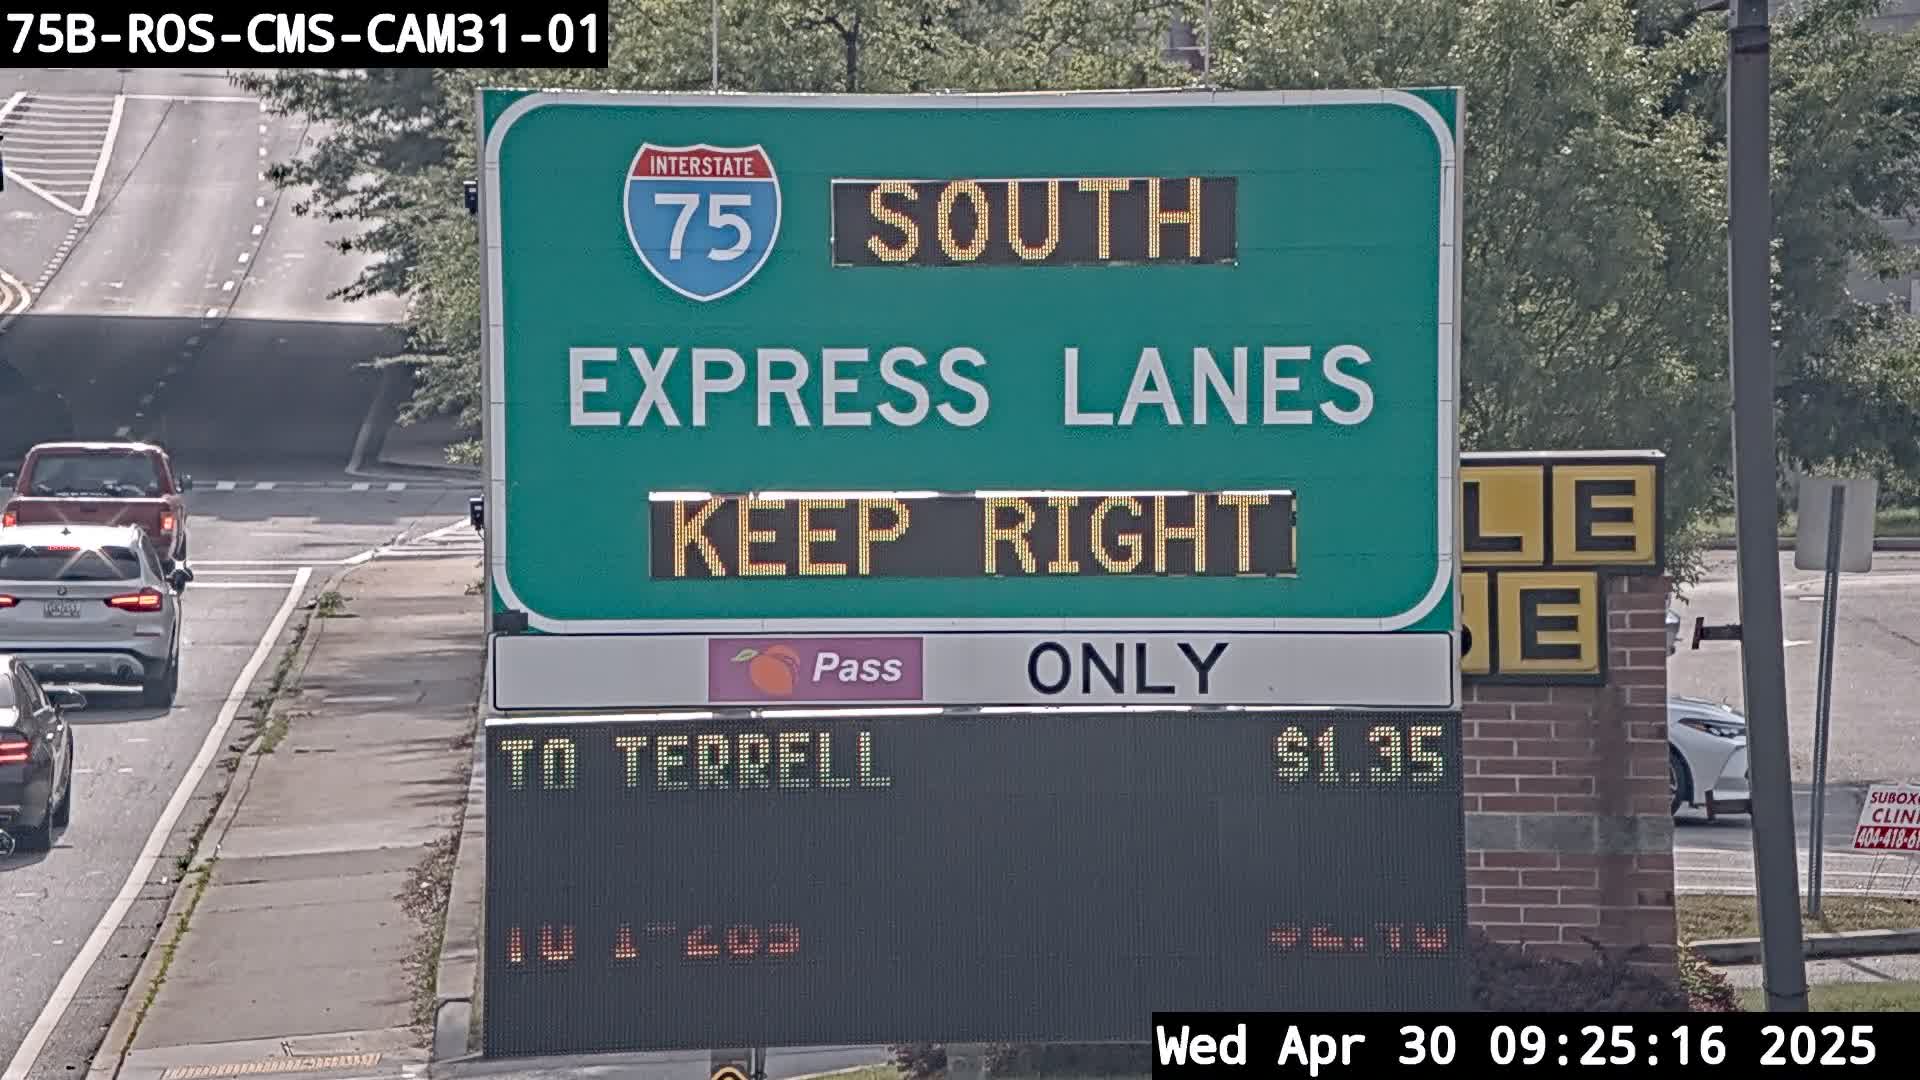 75B-ROS-CMS-CAM31-01
INTERSTATE
75
SOUTH
EXPRESS LANES
KEEP RIGHT
Pass ONLY
TO TERRELL $1.35
LE
E
CLINI
Wed Apr 30 09:25:16 2025